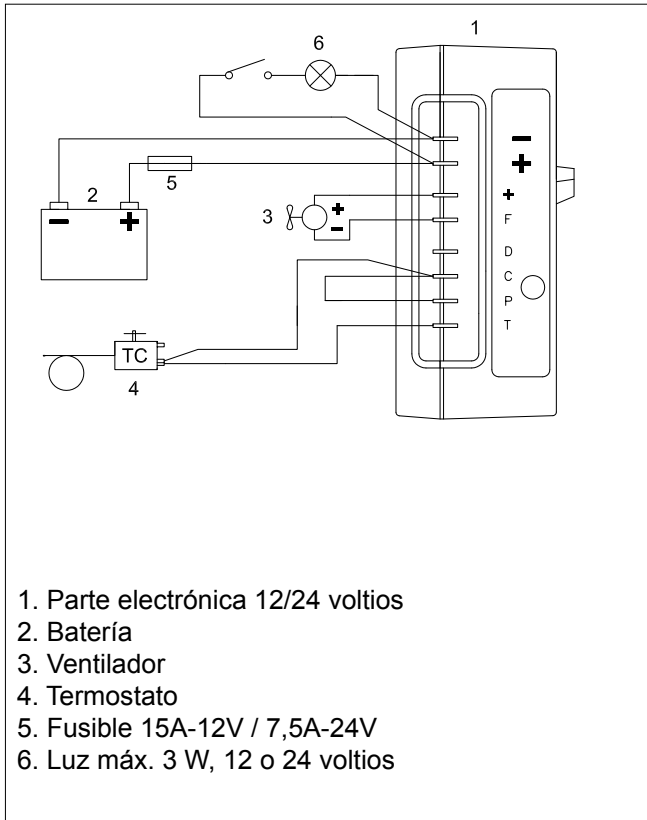 1
6
−
+
+
F
D
C
P
T
2
− +
5
3
+
−
TC
4
1. Parte electrónica 12/24 voltios
2. Batería
3. Ventilador
4. Termostato
5. Fusible 15A-12V / 7,5A-24V
6. Luz máx. 3 W, 12 o 24 voltios